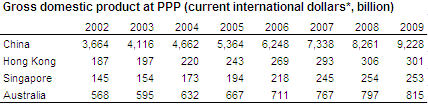 Gross domestic product at PPP (current international dollars*, billion)
2002 2003 2004 2005 2006 2007 2008 2009
China 3,664 4,116 4,662 5,364 6,248 7,338 8,261 9,228
Hong Kong 187 197 220 243 269 293 306 301
Singapore 145 154 173 194 218 245 254 253
Australia 568 595 632 667 711 767 797 815